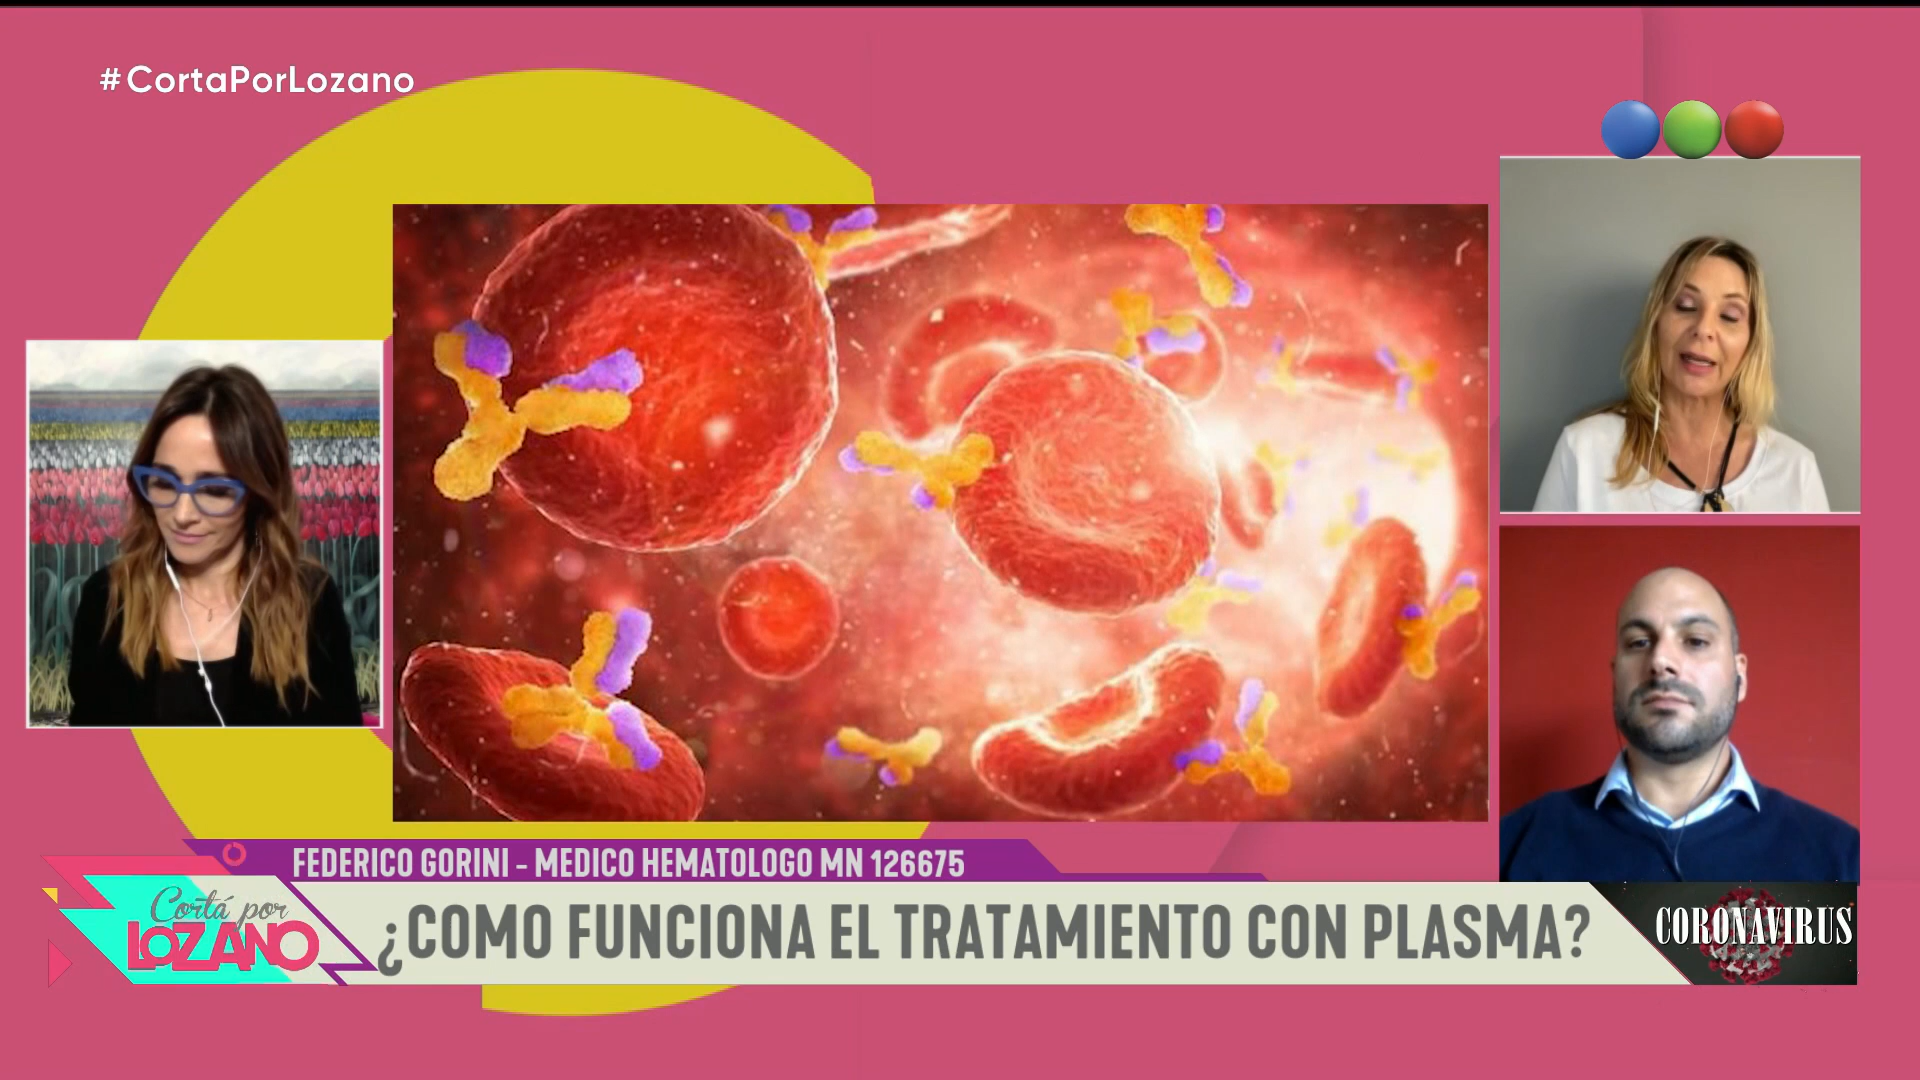 #CortaPorLozano
FEDERICO GORINI - MEDICO HEMATOLOGO MN 126675
Cortá por
LOZANO
¿COMO FUNCIONA EL TRATAMIENTO CON PLASMA?
CORONAVIRUS